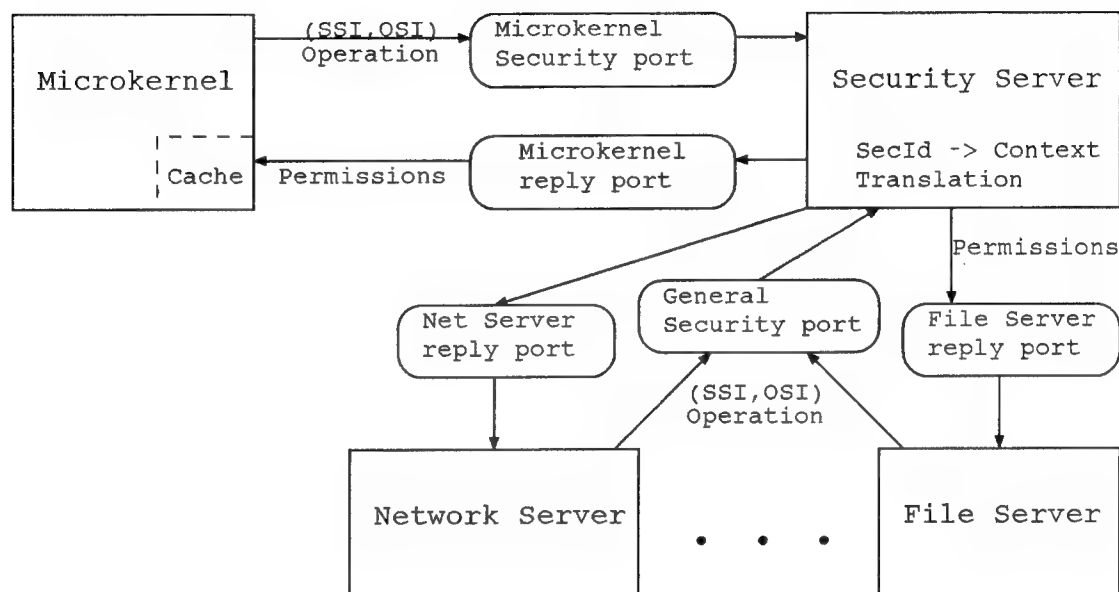 (SSI,OSI)
Operation
Microkernel
Security port
Microkernel
Security Server
Cache
Permissions
Microkernel
reply port
SecId -> Context
Translation
Permissions
Net Server
reply port
General
Security port
File Server
reply port
(SSI,OSI)
Operation
Network Server
File Server